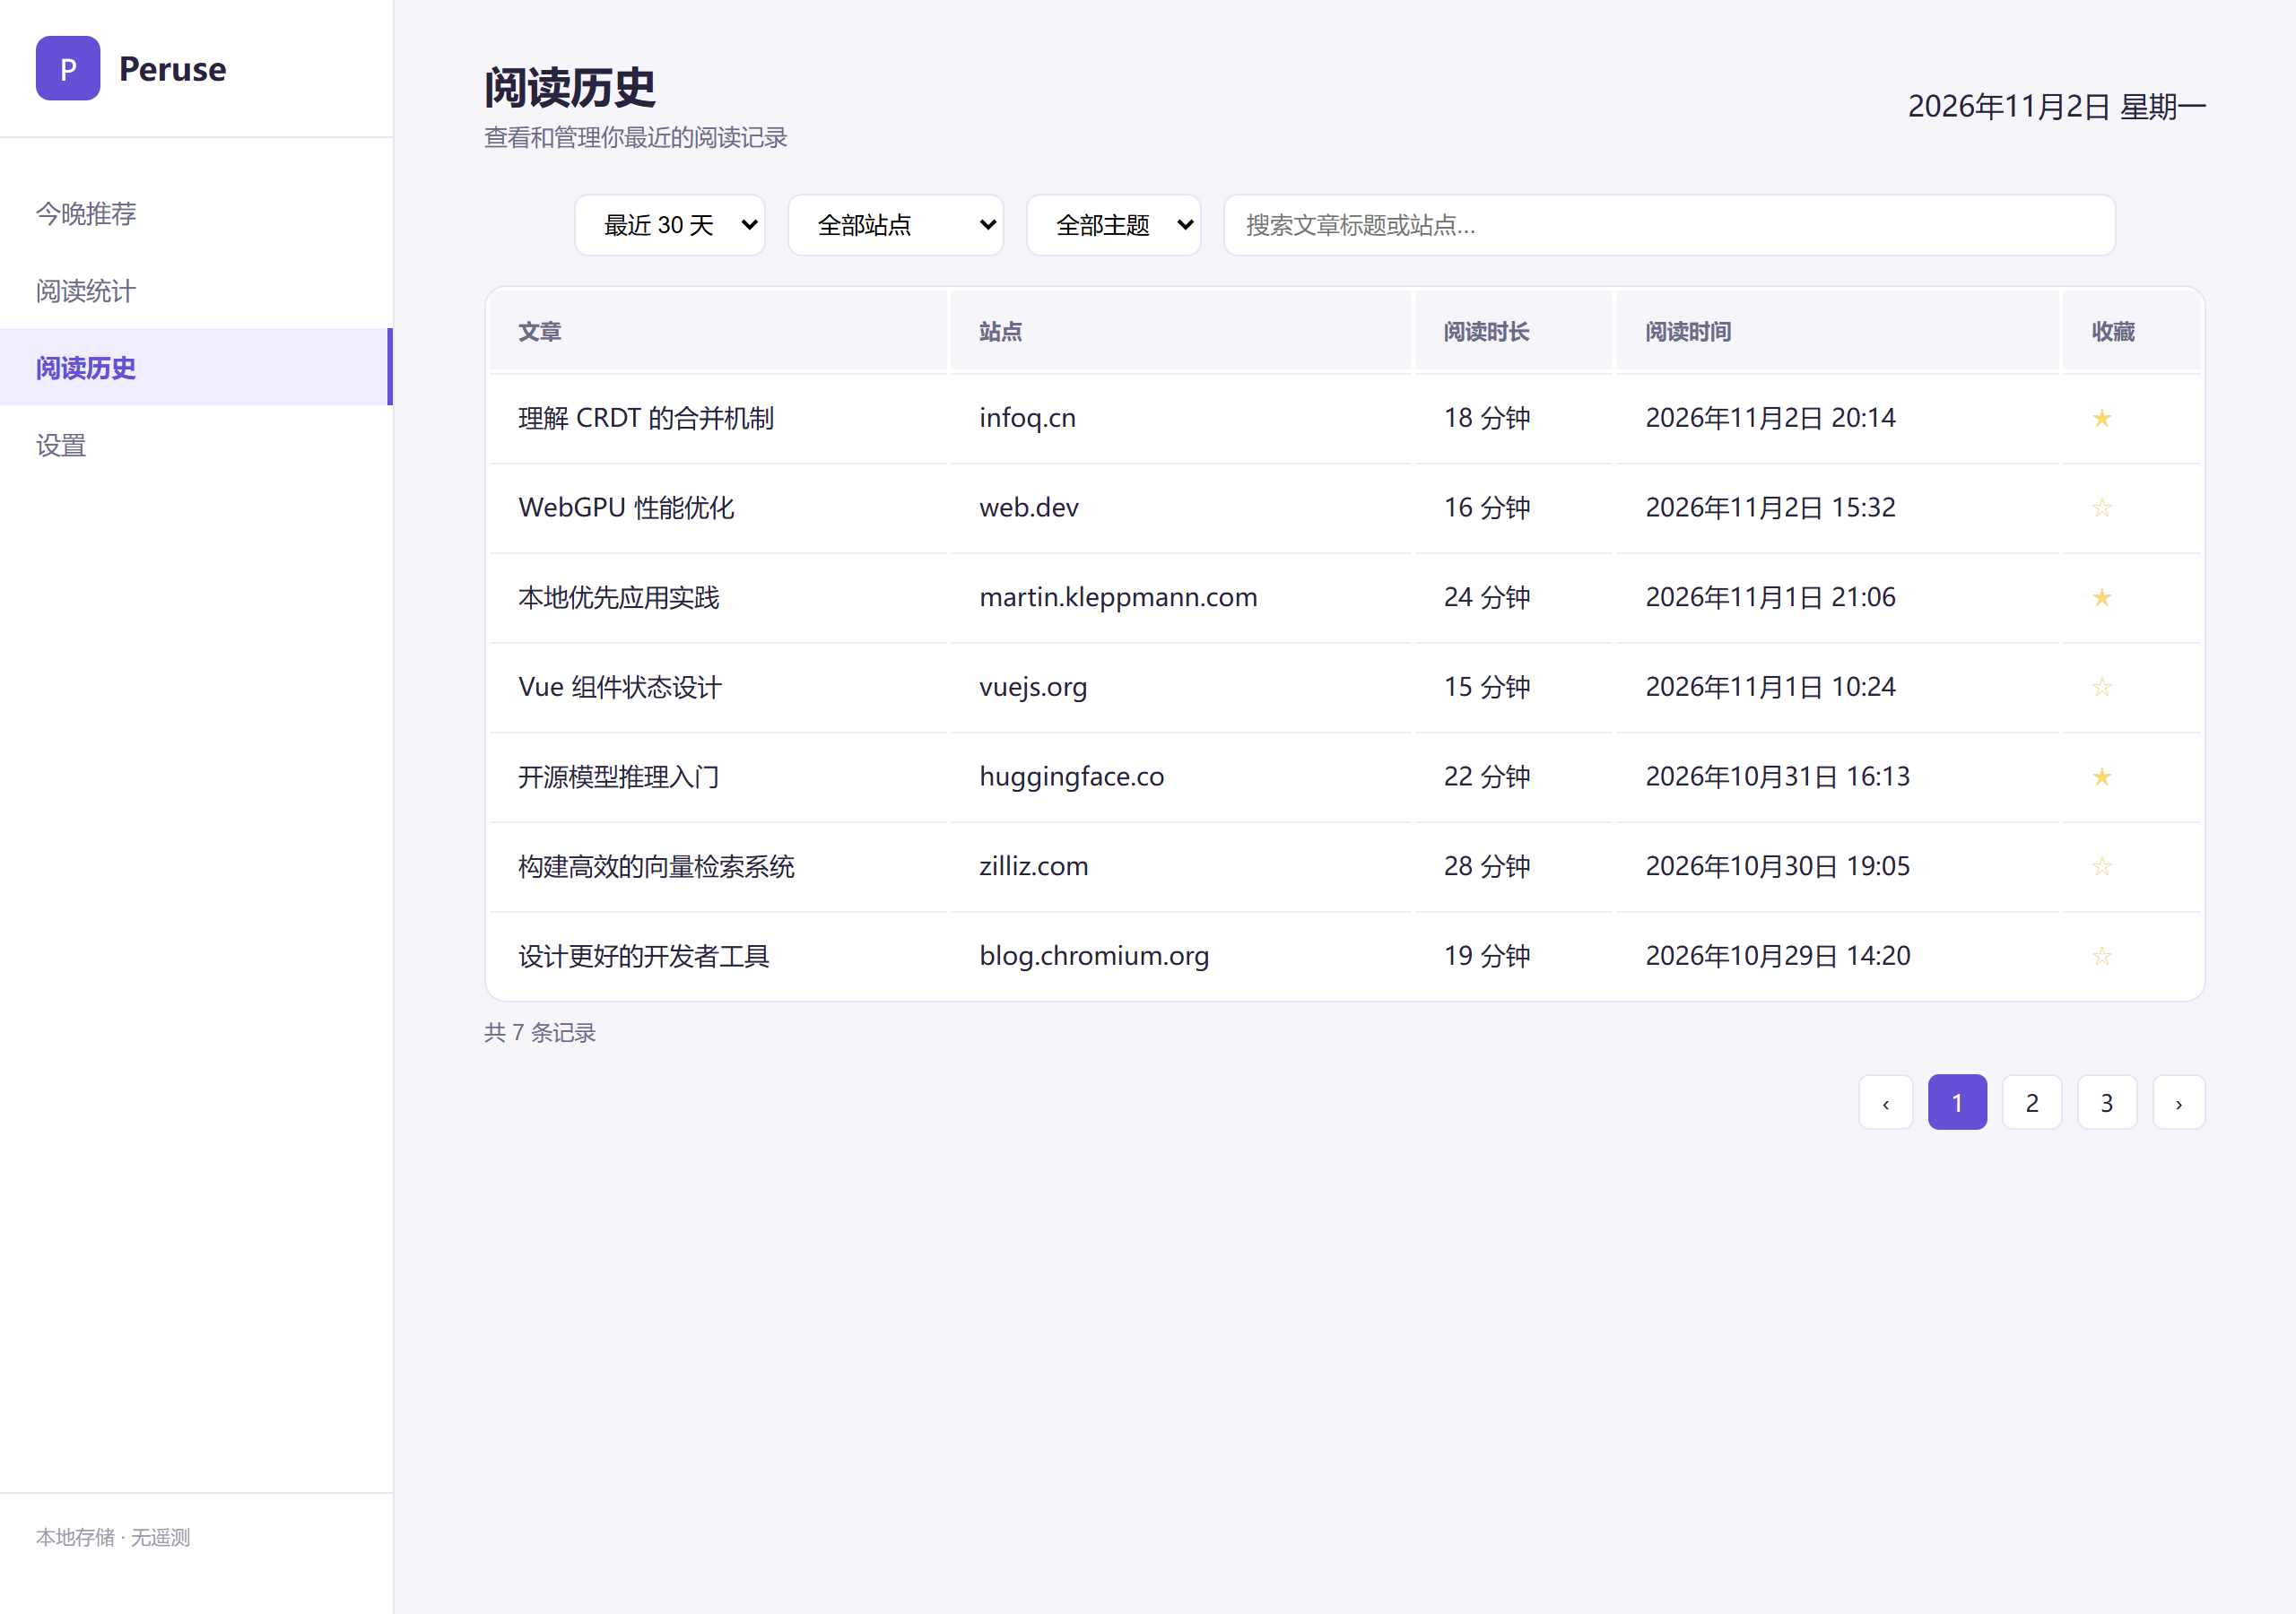 P Peruse
今晚推荐
阅读统计
阅读历史
设置
本地存储 · 无遥测
阅读历史
查看和管理你最近的阅读记录
2026年11月2日 星期一
最近 30 天 全部站点 全部主题 搜索文章标题或站点...
文章 站点 阅读时长 阅读时间 收藏
理解 CRDT 的合并机制 infoq.cn 18 分钟 2026年11月2日 20:14 ★
WebGPU 性能优化 web.dev 16 分钟 2026年11月2日 15:32 ☆
本地优先应用实践 martin.kleppmann.com 24 分钟 2026年11月1日 21:06 ★
Vue 组件状态设计 vuejs.org 15 分钟 2026年11月1日 10:24 ☆
开源模型推理入门 huggingface.co 22 分钟 2026年10月31日 16:13 ★
构建高效的向量检索系统 zilliz.com 28 分钟 2026年10月30日 19:05 ☆
设计更好的开发者工具 blog.chromium.org 19 分钟 2026年10月29日 14:20 ☆
共 7 条记录
‹ 1 2 3 ›